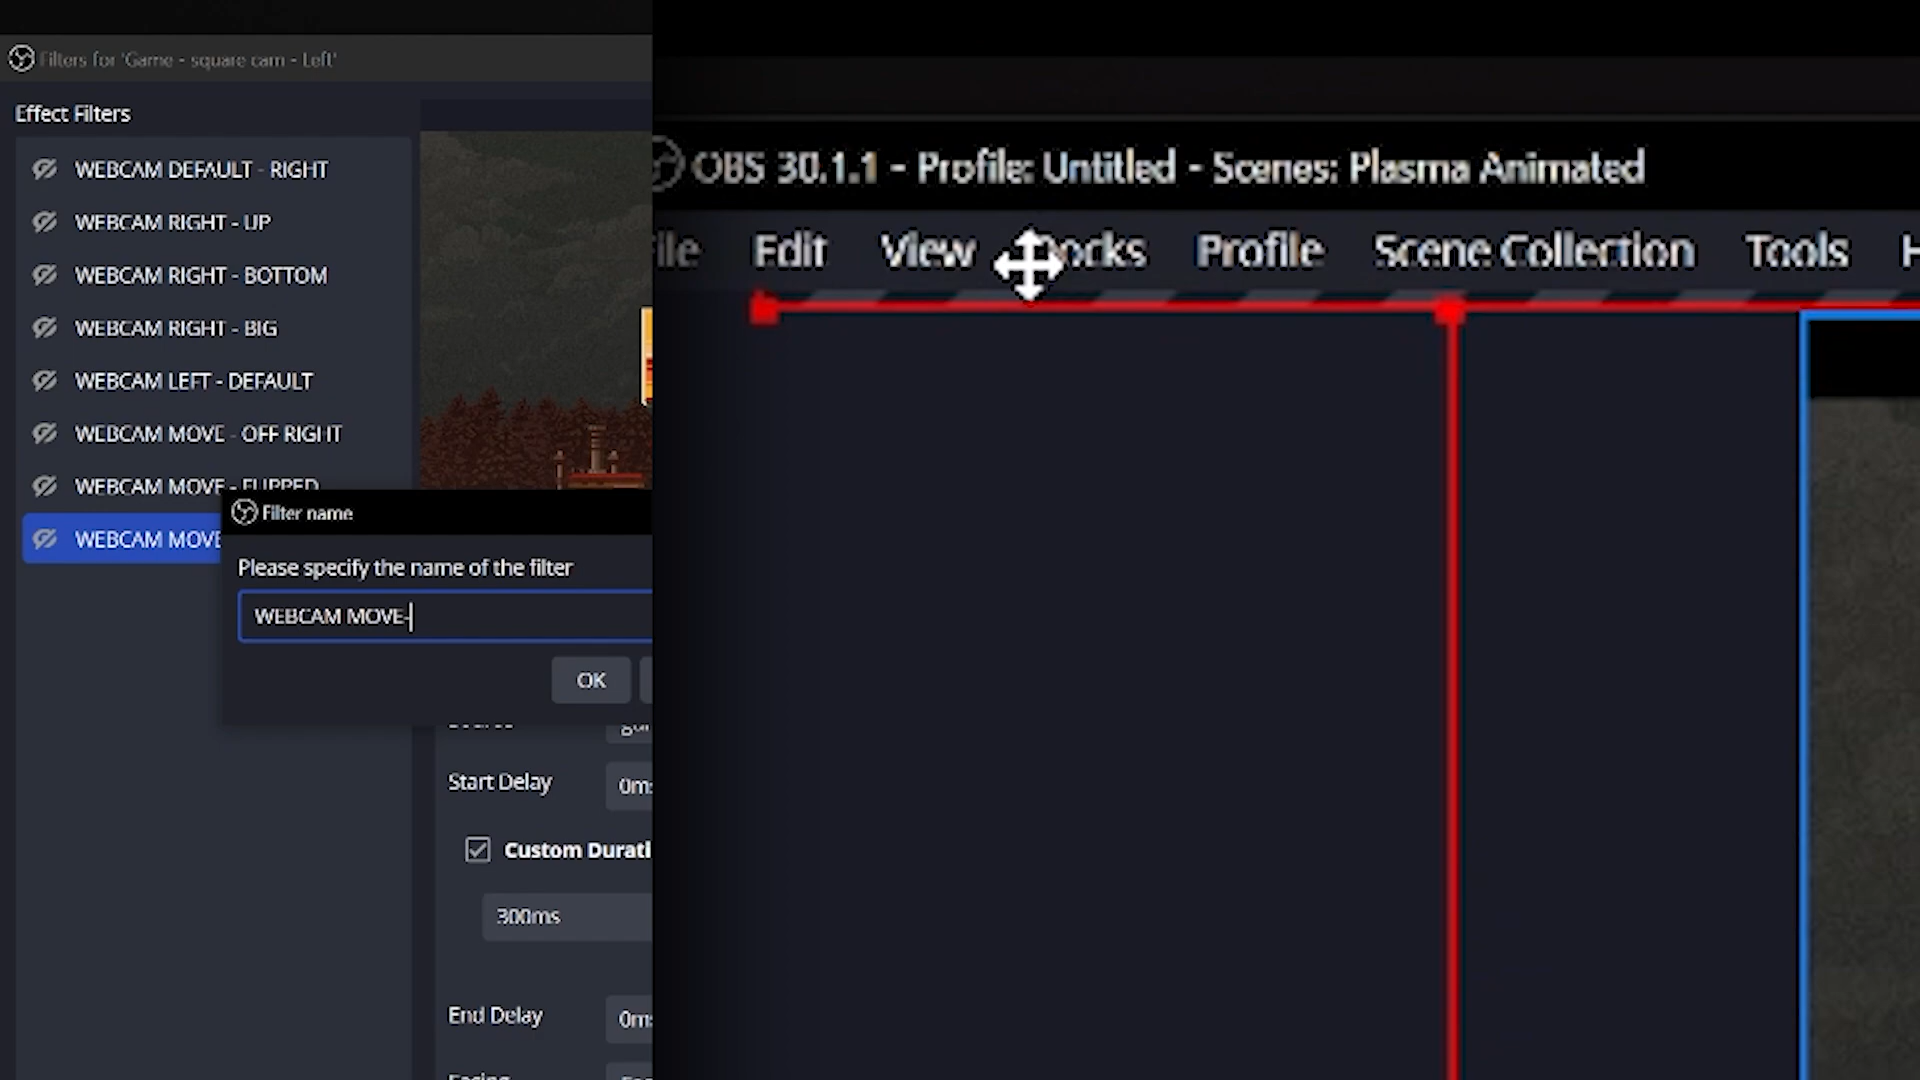 Filters for 'Game - square cam - Left'
Effect Filters
WEBCAM DEFAULT - RIGHT
WEBCAM RIGHT - UP
WEBCAM RIGHT - BOTTOM
WEBCAM RIGHT - BIG
WEBCAM LEFT - DEFAULT
WEBCAM MOVE - OFF RIGHT
WEBCAM MOVE - FLIPPED
WEBCAM MOVE
Filter name
Please specify the name of the filter
WEBCAM MOVE-
OK
Start Delay
0ms
Custom Durati
300ms
End Delay
0ms
OBS 30.1.1 - Profile: Untitled - Scenes: Plasma Animated
ile Edit View Docks Profile Scene Collection Tools H